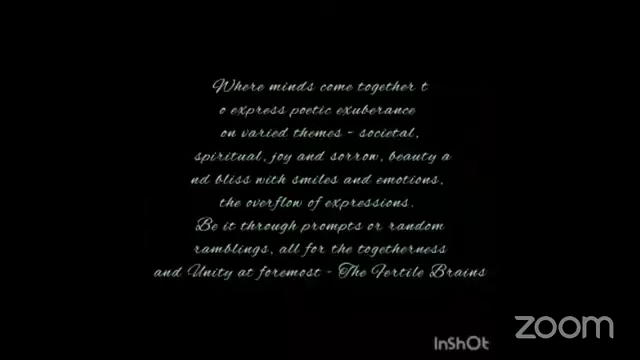 Where minds come together t
o express poetic exuberance
on varied themes - societal,
spiritual, joy and sorrow, beauty a
nd bliss with smiles and emotions,
the overflow of expressions.
Be it through prompts or random
ramblings, all for the togetherness
and Unity at foremost - The Fertile Brains
InShOt
zoom